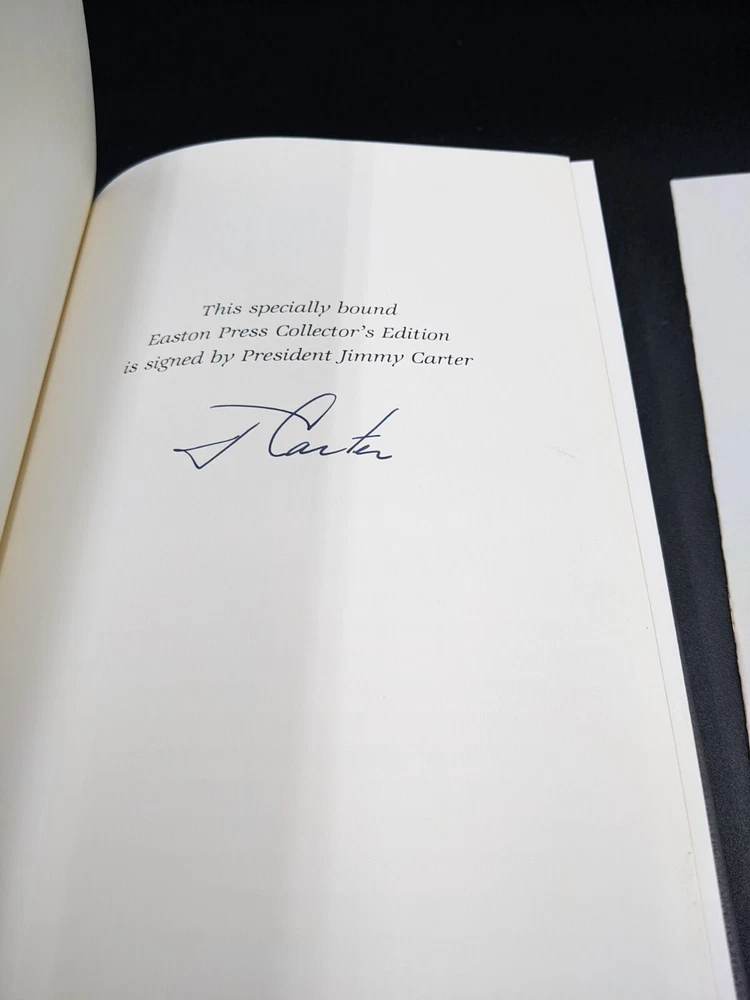 This specially bound
Easton Press Collector's Edition
is signed by President Jimmy Carter
J Carter